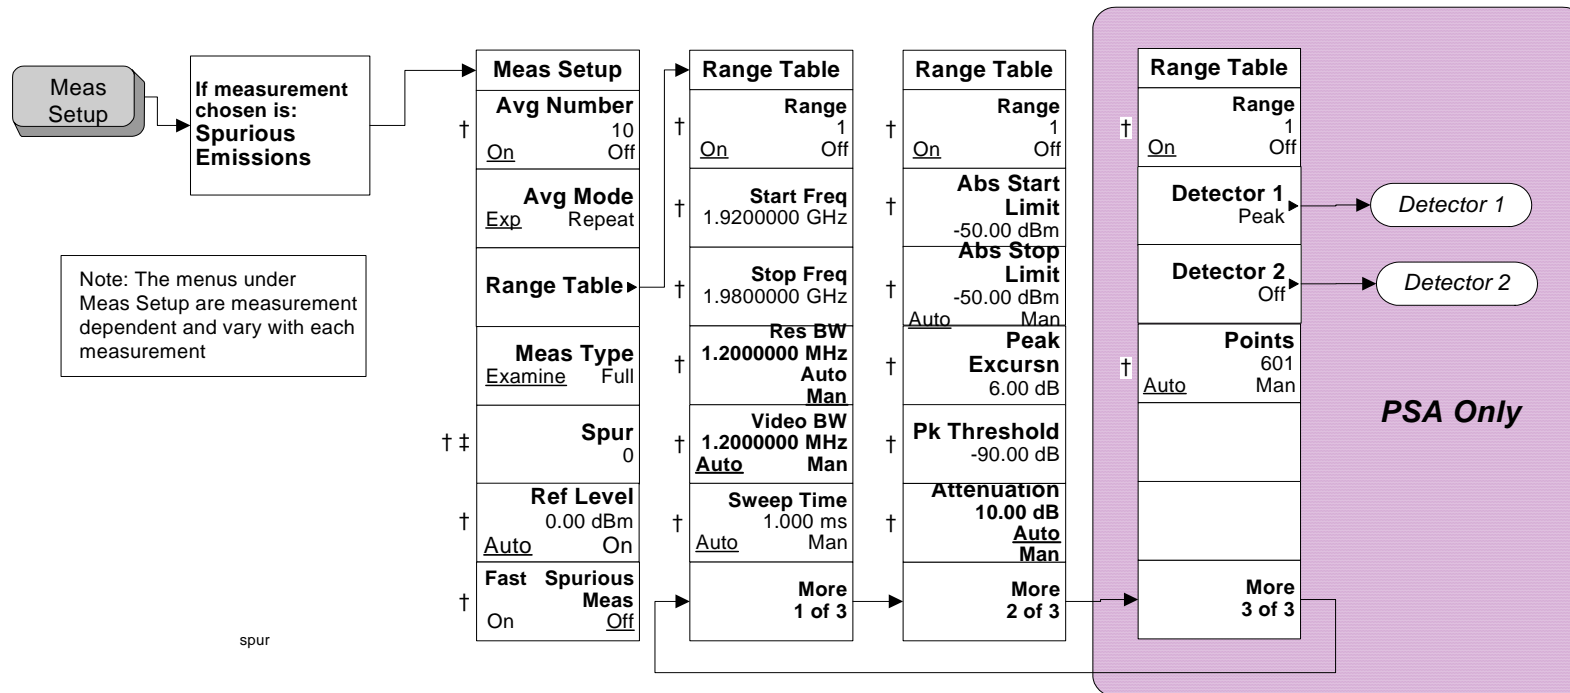 Meas
Setup
If measurement
chosen is:
Spurious
Emissions
Note: The menus under
Meas Setup are measurement
dependent and vary with each
measurement
spur
Meas Setup
† Avg Number
10
On Off
Avg Mode
Exp Repeat
Range Table
Meas Type
Examine Full
† ‡ Spur
0
† Ref Level
0.00 dBm
Auto On
† Fast Spurious
Meas
On Off
Range Table
† Range
1
On Off
† Start Freq
1.9200000 GHz
† Stop Freq
1.9800000 GHz
† Res BW
1.2000000 MHz
Auto
Man
† Video BW
1.2000000 MHz
Auto Man
† Sweep Time
1.000 ms
Auto Man
More
1 of 3
Range Table
† Range
1
On Off
† Abs Start
Limit
-50.00 dBm
† Abs Stop
Limit
-50.00 dBm
Auto Man
† Peak
Excursn
6.00 dB
† Pk Threshold
-90.00 dB
† Attenuation
10.00 dB
Auto
Man
More
2 of 3
Range Table
† Range
1
On Off
Detector 1
Peak
Detector 2
Off
† Points
601
Auto Man
More
3 of 3
Detector 1
Detector 2
PSA Only